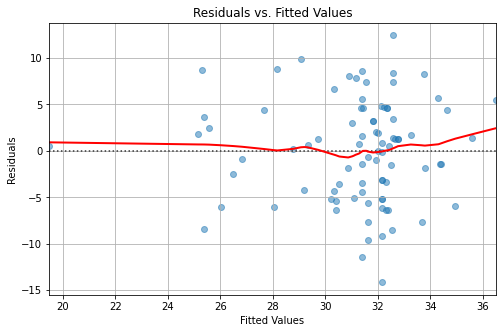 Residuals vs. Fitted Values
Residuals
10
5
0
−5
−10
−15
20 22 24 26 28 30 32 34 36
Fitted Values